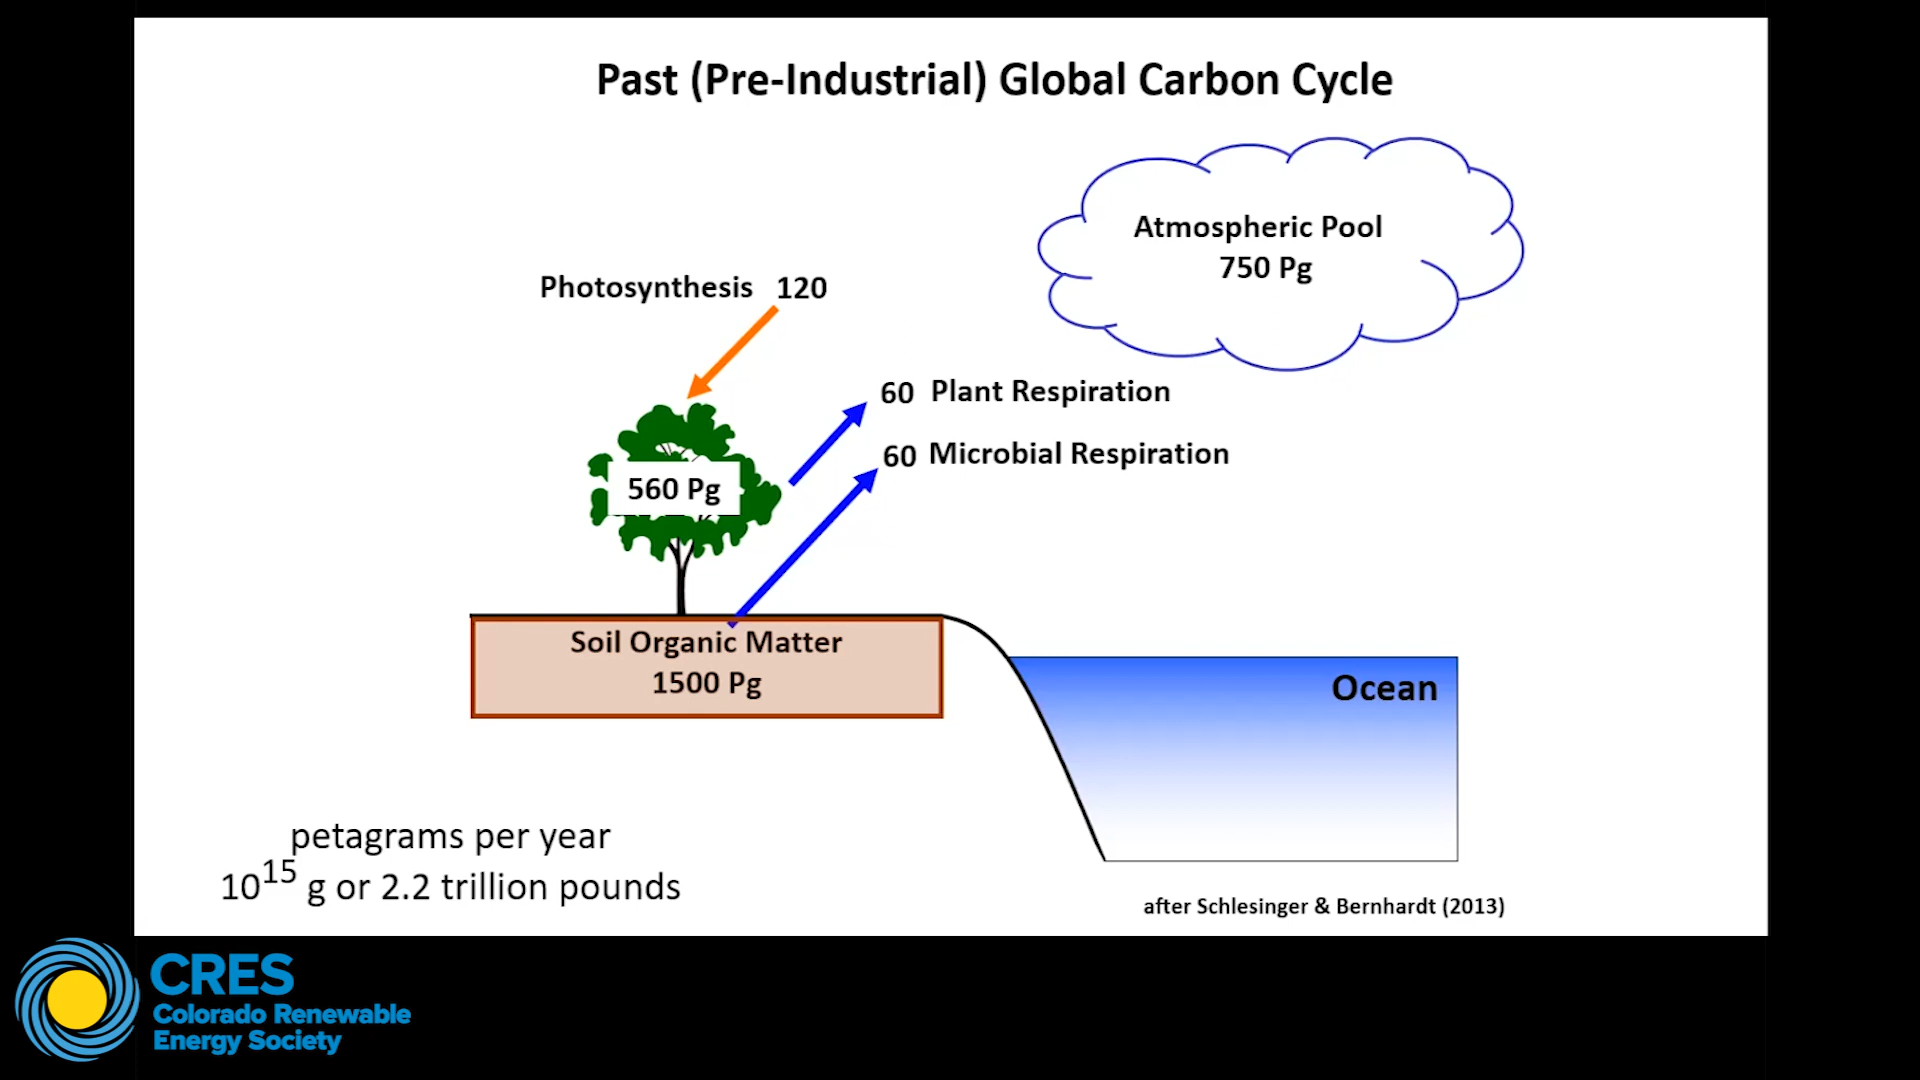 Past (Pre-Industrial) Global Carbon Cycle
Atmospheric Pool
750 Pg
Photosynthesis 120
60 Plant Respiration
60 Microbial Respiration
560 Pg
Soil Organic Matter
1500 Pg
Ocean
petagrams per year
10¹⁵ g or 2.2 trillion pounds
after Schlesinger & Bernhardt (2013)
CRES
Colorado Renewable
Energy Society